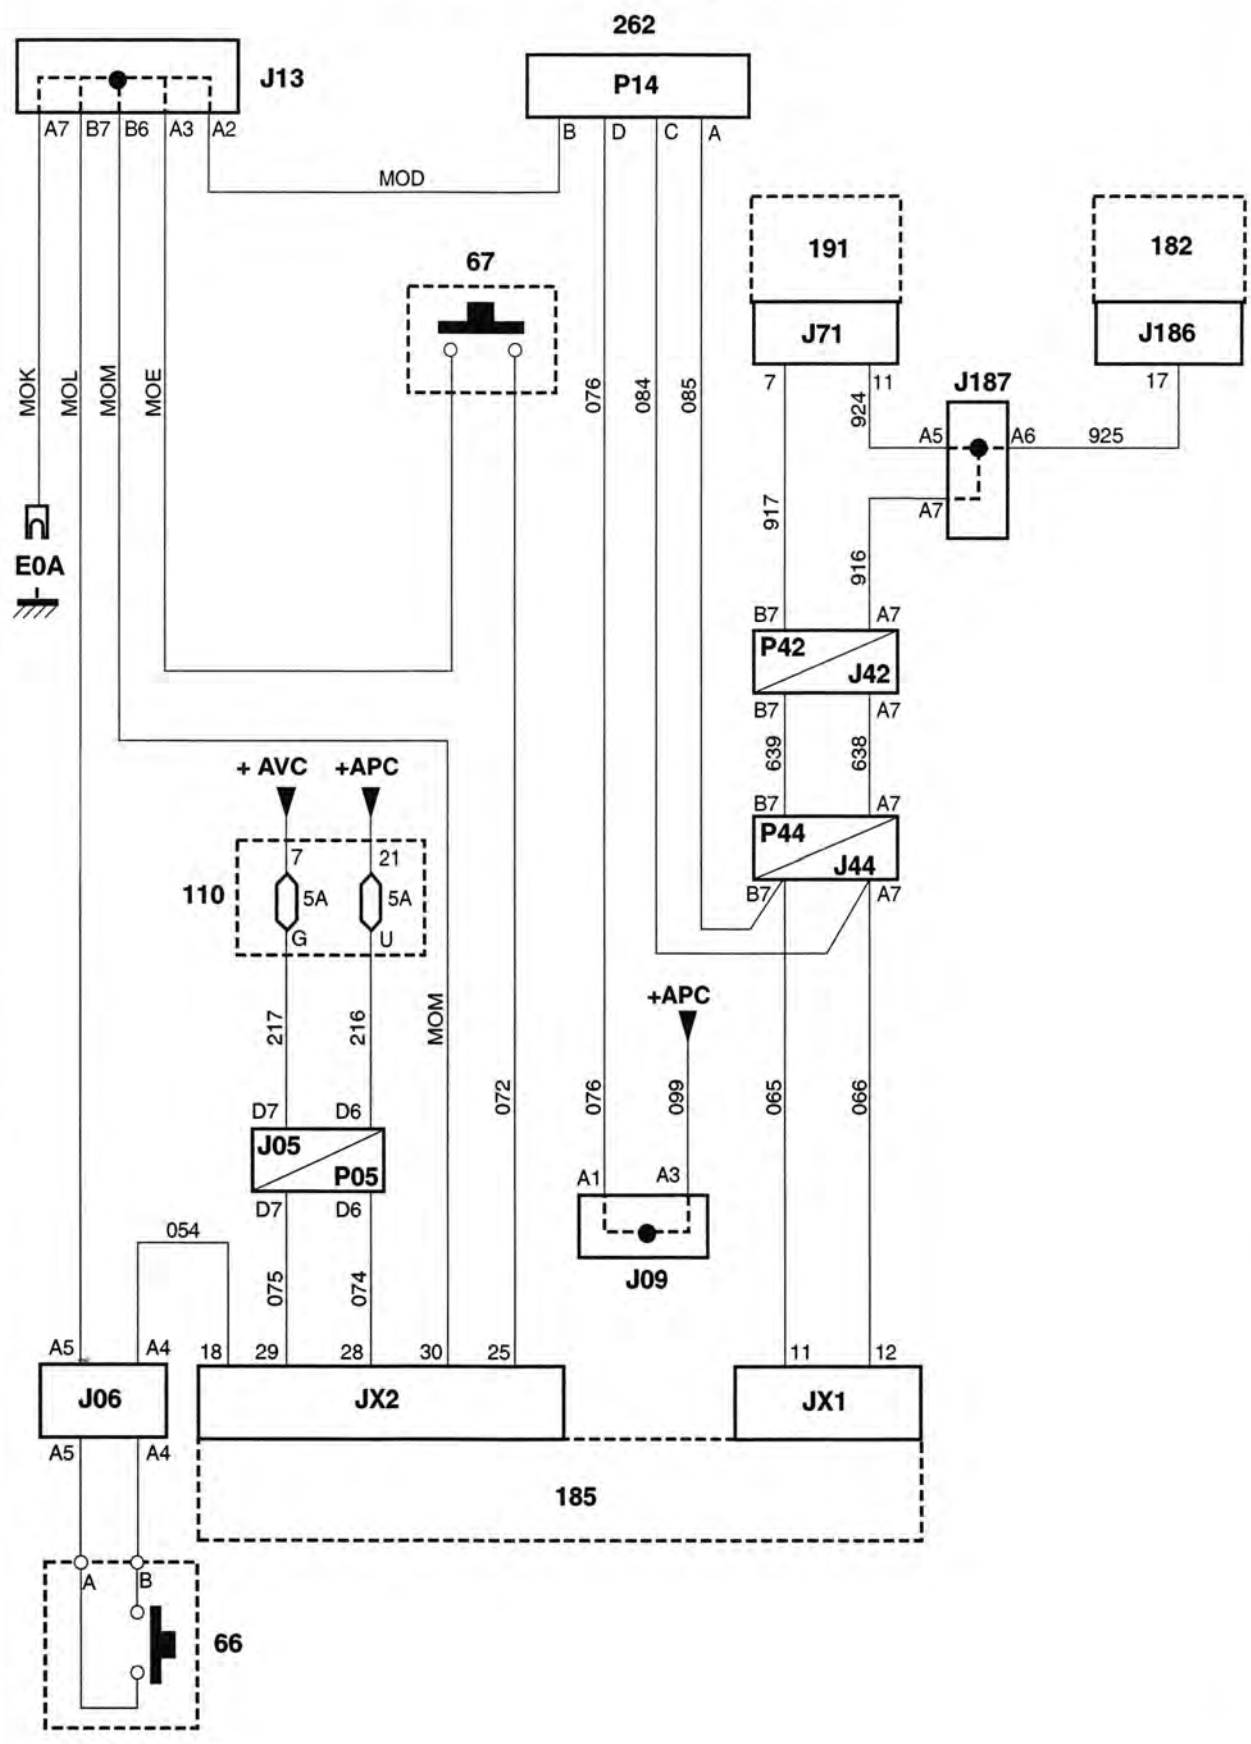 262
J13
P14
A7 B7 B6 A3 A2
B D C A
MOD
191
182
67
J71
J186
7 11
J187
17
MOK MOL MOM MOE
076 084 085
924
A5 A6 925
A7
917
916
E0A
B7 A7
P42
J42
B7 A7
639 638
+ AVC +APC
B7 A7
P44
J44
7 21
110 5A 5A
B7 A7
G U
+APC
217 216 MOM
072 076 099 065 066
D7 D6
J05
P05
A1 A3
D7 D6
054
J09
075 074
A5 A4 18 29 28 30 25 11 12
J06 JX2 JX1
A5 A4
185
A B
66